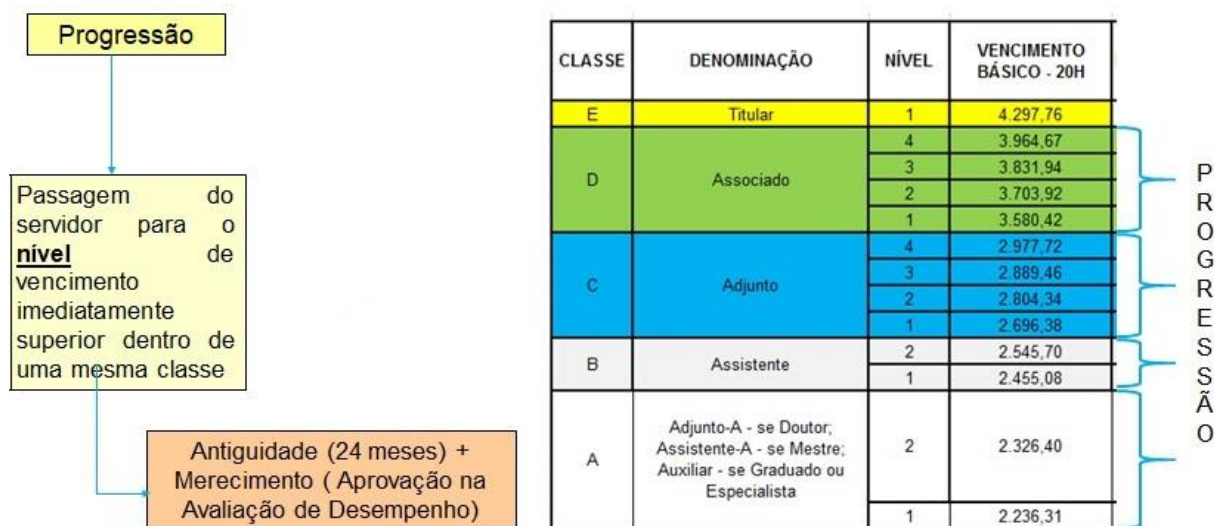 Progressão
Passagem do
servidor para o
nível de
vencimento
imediatamente
superior dentro de
uma mesma classe
Antiguidade (24 meses) +
Merecimento ( Aprovação na
Avaliação de Desempenho)
CLASSE DENOMINAÇÃO NÍVEL VENCIMENTO
BÁSICO - 20H
E Titular 1 4.297,76
D Associado 4 3.964,67
3 3.831,94
2 3.703,92
1 3.580,42
C Adjunto 4 2.977,72
3 2.889,46
2 2.804,34
1 2.696,38
B Assistente 2 2.545,70
1 2.455,08
A Adjunto-A - se Doutor;
Assistente-A - se Mestre;
Auxiliar - se Graduado ou
Especialista
2 2.326,40
1 2.236,31
P
R
O
G
R
E
S
S
Ã
O